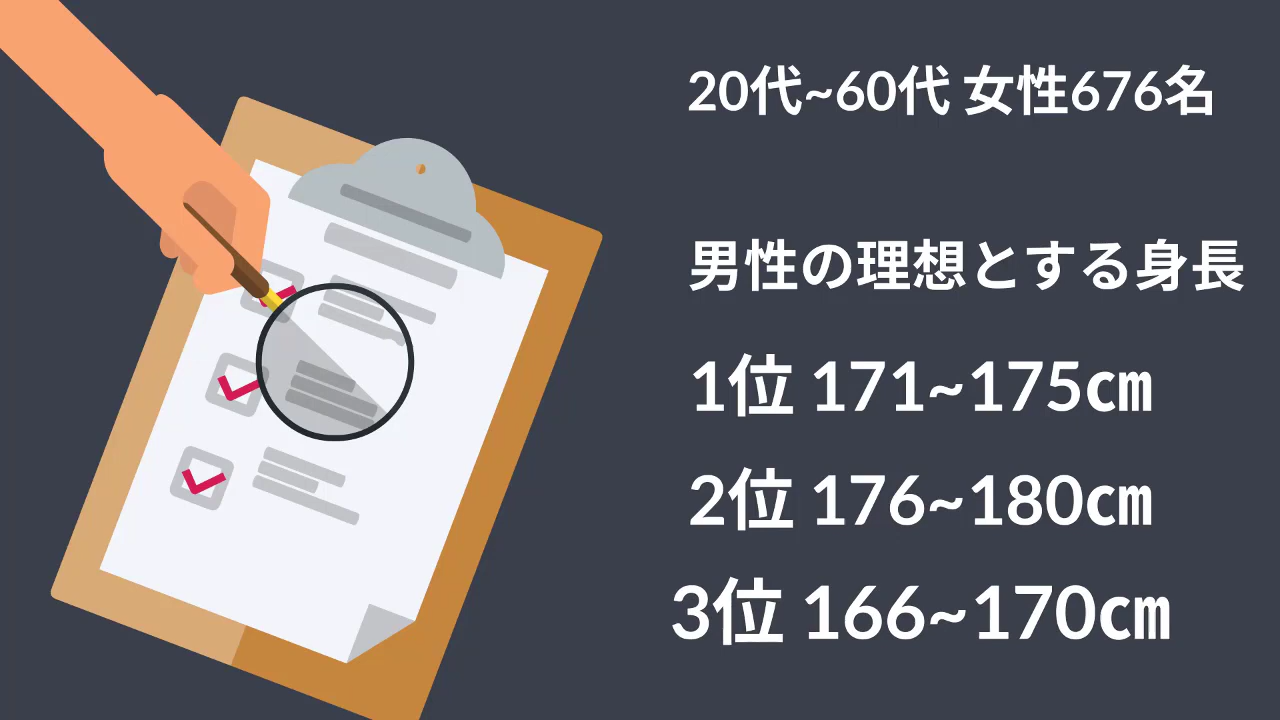 20代~60代 女性676名
男性の理想とする身長
1位 171~175㎝
2位 176~180㎝
3位 166~170㎝